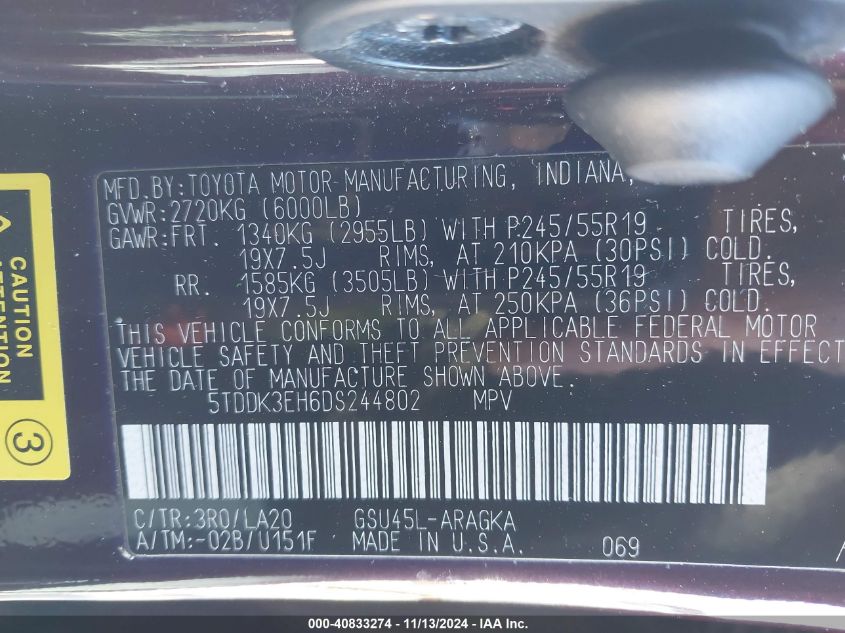 MFD.BY:TOYOTA MOTOR-MANUFACTURING, INDIANA,
GVWR:2720KG (6000LB)
GAWR:FRT. 1340KG (2955LB) WITH P245/55R19 TIRES,
19X7.5J RIMS, AT 210KPA (30PSI) COLD.
RR. 1585KG (3505LB) WITH P245/55R19 TIRES,
19X7.5J RIMS, AT 250KPA (36PSI) COLD.
THIS VEHICLE CONFORMS TO ALL APPLICABLE FEDERAL MOTOR
VEHICLE SAFETY AND THEFT PREVENTION STANDARDS IN EFFECT
THE DATE OF MANUFACTURE SHOWN ABOVE.
5TDDK3EH6DS244802 MPV
C/TR:3R0/LA20 GSU45L-ARAGKA
A/TM:-02B/U151F MADE IN U.S.A. 069
CAUTION
ATTENTION
3
000-40833274 - 11/13/2024 - IAA Inc.